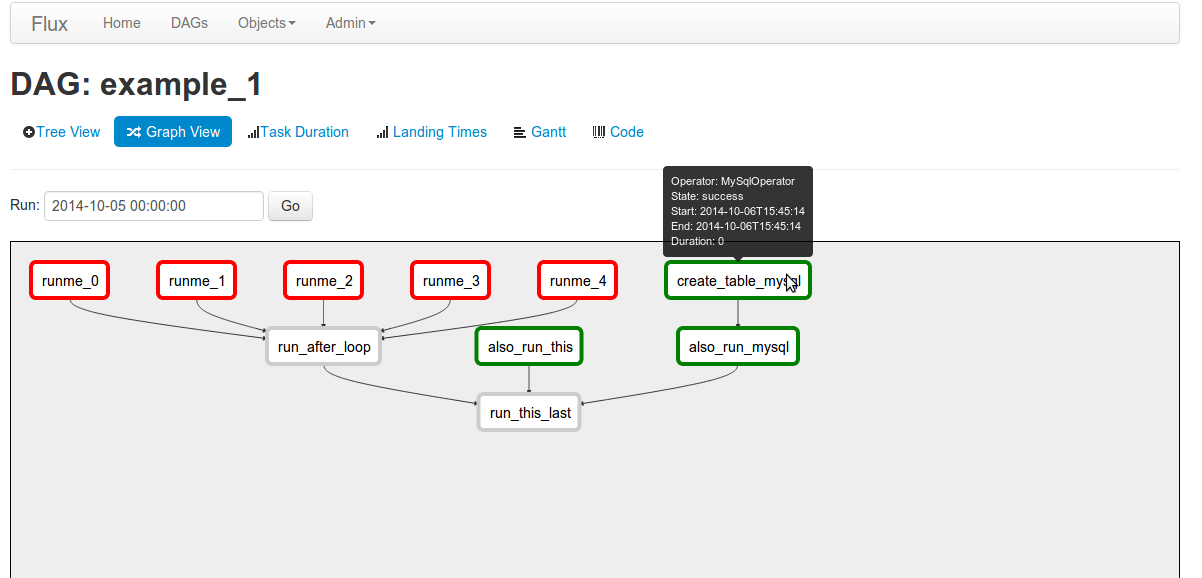 Flux Home DAGs Objects Admin
DAG: example_1
Tree View Graph View Task Duration Landing Times Gantt Code
Operator: MySqlOperator
State: success
Start: 2014-10-06T15:45:14
End: 2014-10-06T15:45:14
Duration: 0
Run: 2014-10-05 00:00:00 Go
runme_0 runme_1 runme_2 runme_3 runme_4 create_table_mysql
run_after_loop also_run_this also_run_mysql
run_this_last